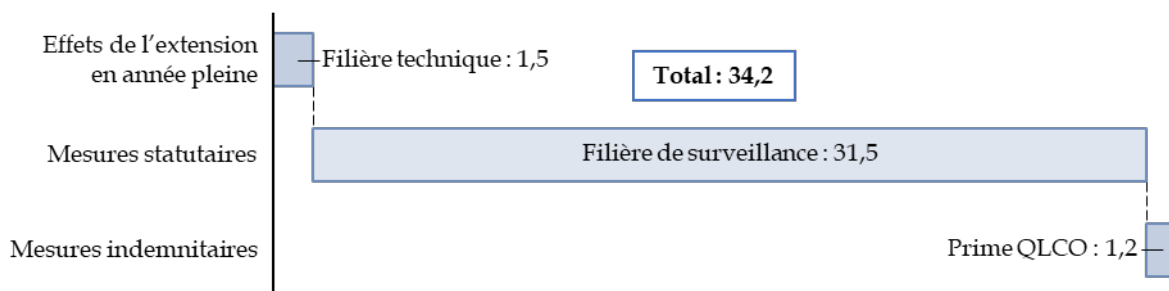 Effets de l’extension
en année pleine
Filière technique : 1,5
Total : 34,2
Mesures statutaires
Filière de surveillance : 31,5
Mesures indemnitaires
Prime QLCO : 1,2